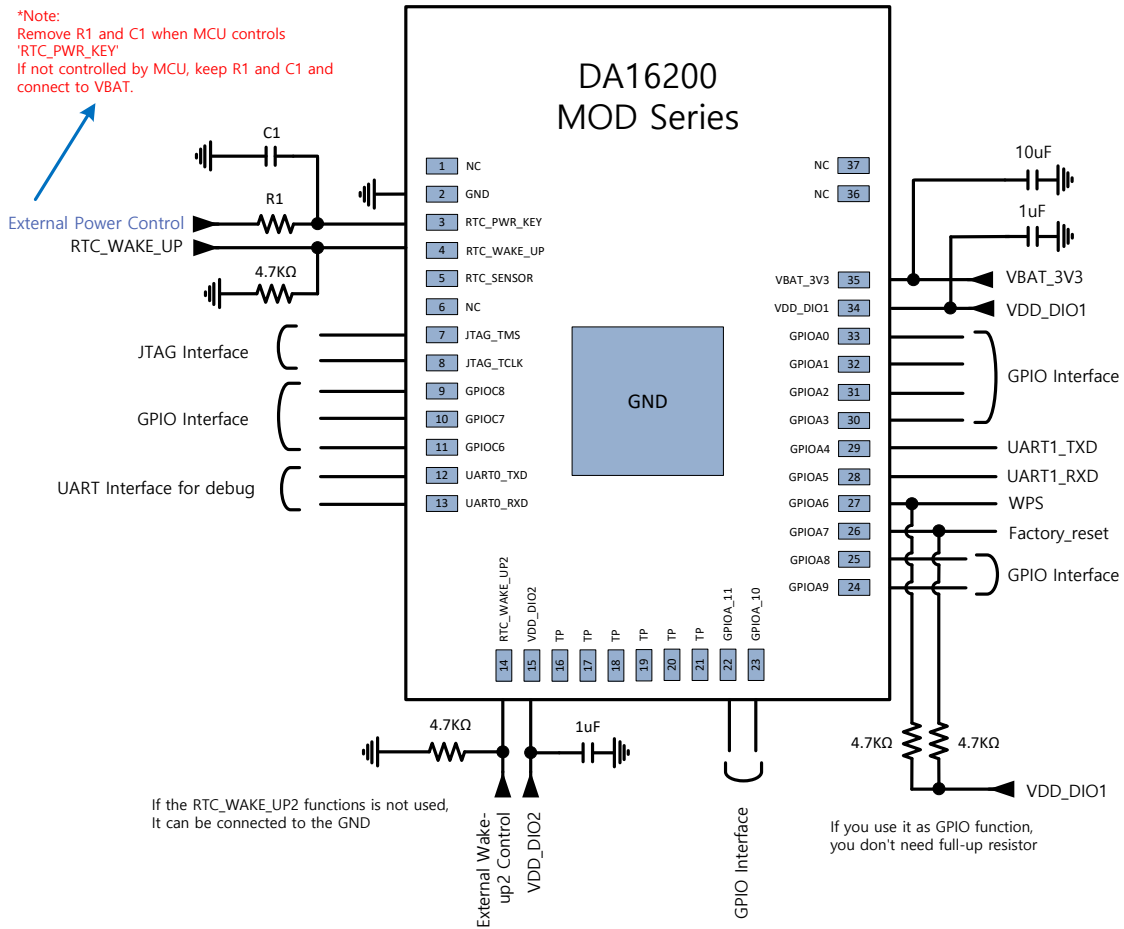 *Note:
Remove R1 and C1 when MCU controls
'RTC_PWR_KEY'
If not controlled by MCU, keep R1 and C1 and
connect to VBAT.
DA16200
MOD Series
C1
R1
External Power Control
RTC_WAKE_UP
4.7KΩ
JTAG Interface
GPIO Interface
UART Interface for debug
1 NC
2 GND
3 RTC_PWR_KEY
4 RTC_WAKE_UP
5 RTC_SENSOR
6 NC
7 JTAG_TMS
8 JTAG_TCLK
9 GPIOC8
10 GPIOC7
11 GPIOC6
12 UART0_TXD
13 UART0_RXD
GND
NC 37
NC 36
VBAT_3V3 35
VDD_DIO1 34
GPIOA0 33
GPIOA1 32
GPIOA2 31
GPIOA3 30
GPIOA4 29
GPIOA5 28
GPIOA6 27
GPIOA7 26
GPIOA8 25
GPIOA9 24
10uF
1uF
VBAT_3V3
VDD_DIO1
GPIO Interface
UART1_TXD
UART1_RXD
WPS
Factory_reset
GPIO Interface
RTC_WAKE_UP2
VDD_DIO2
TP
TP
TP
TP
TP
TP
GPIOA_11
GPIOA_10
14
15
16
17
18
19
20
21
22
23
4.7KΩ
1uF
4.7KΩ
4.7KΩ
VDD_DIO1
If the RTC_WAKE_UP2 functions is not used,
It can be connected to the GND
External Wake-
up2 Control
VDD_DIO2
GPIO Interface
If you use it as GPIO function,
you don't need full-up resistor